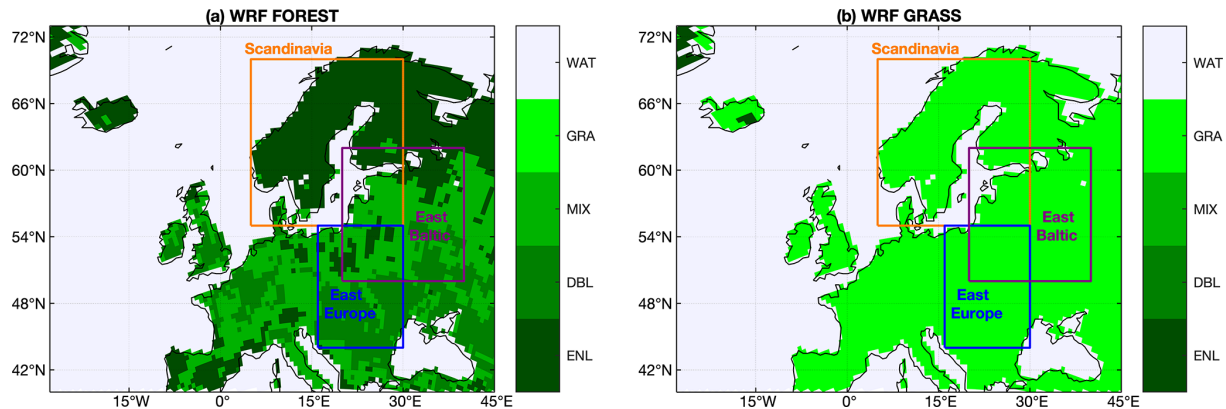 (a) WRF FOREST
72°N
66°N
60°N
54°N
48°N
42°N
15°W
0°
15°E
30°E
45°E
Scandinavia
East
Baltic
East
Europe
WAT
GRA
MIX
DBL
ENL
(b) WRF GRASS
72°N
66°N
60°N
54°N
48°N
42°N
15°W
0°
15°E
30°E
45°E
Scandinavia
East
Baltic
East
Europe
WAT
GRA
MIX
DBL
ENL